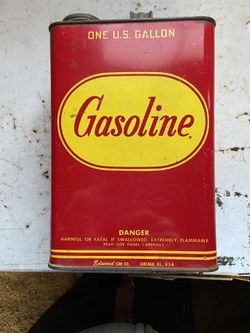 ONE U.S. GALLON
Gasoline
DANGER
HARMFUL OR FATAL IF SWALLOWED. EXTREMELY. FLAMMABLE
READ SIDE PANEL CAREFULLY.
CAN CO. CHICAGO, ILL., U.S.A.